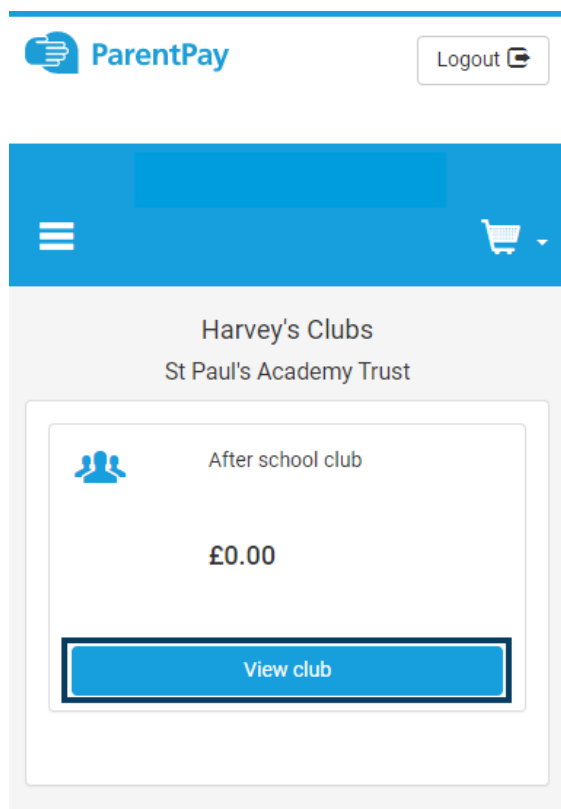 ParentPay
Logout
Harvey's Clubs
St Paul's Academy Trust
After school club
£0.00
View club